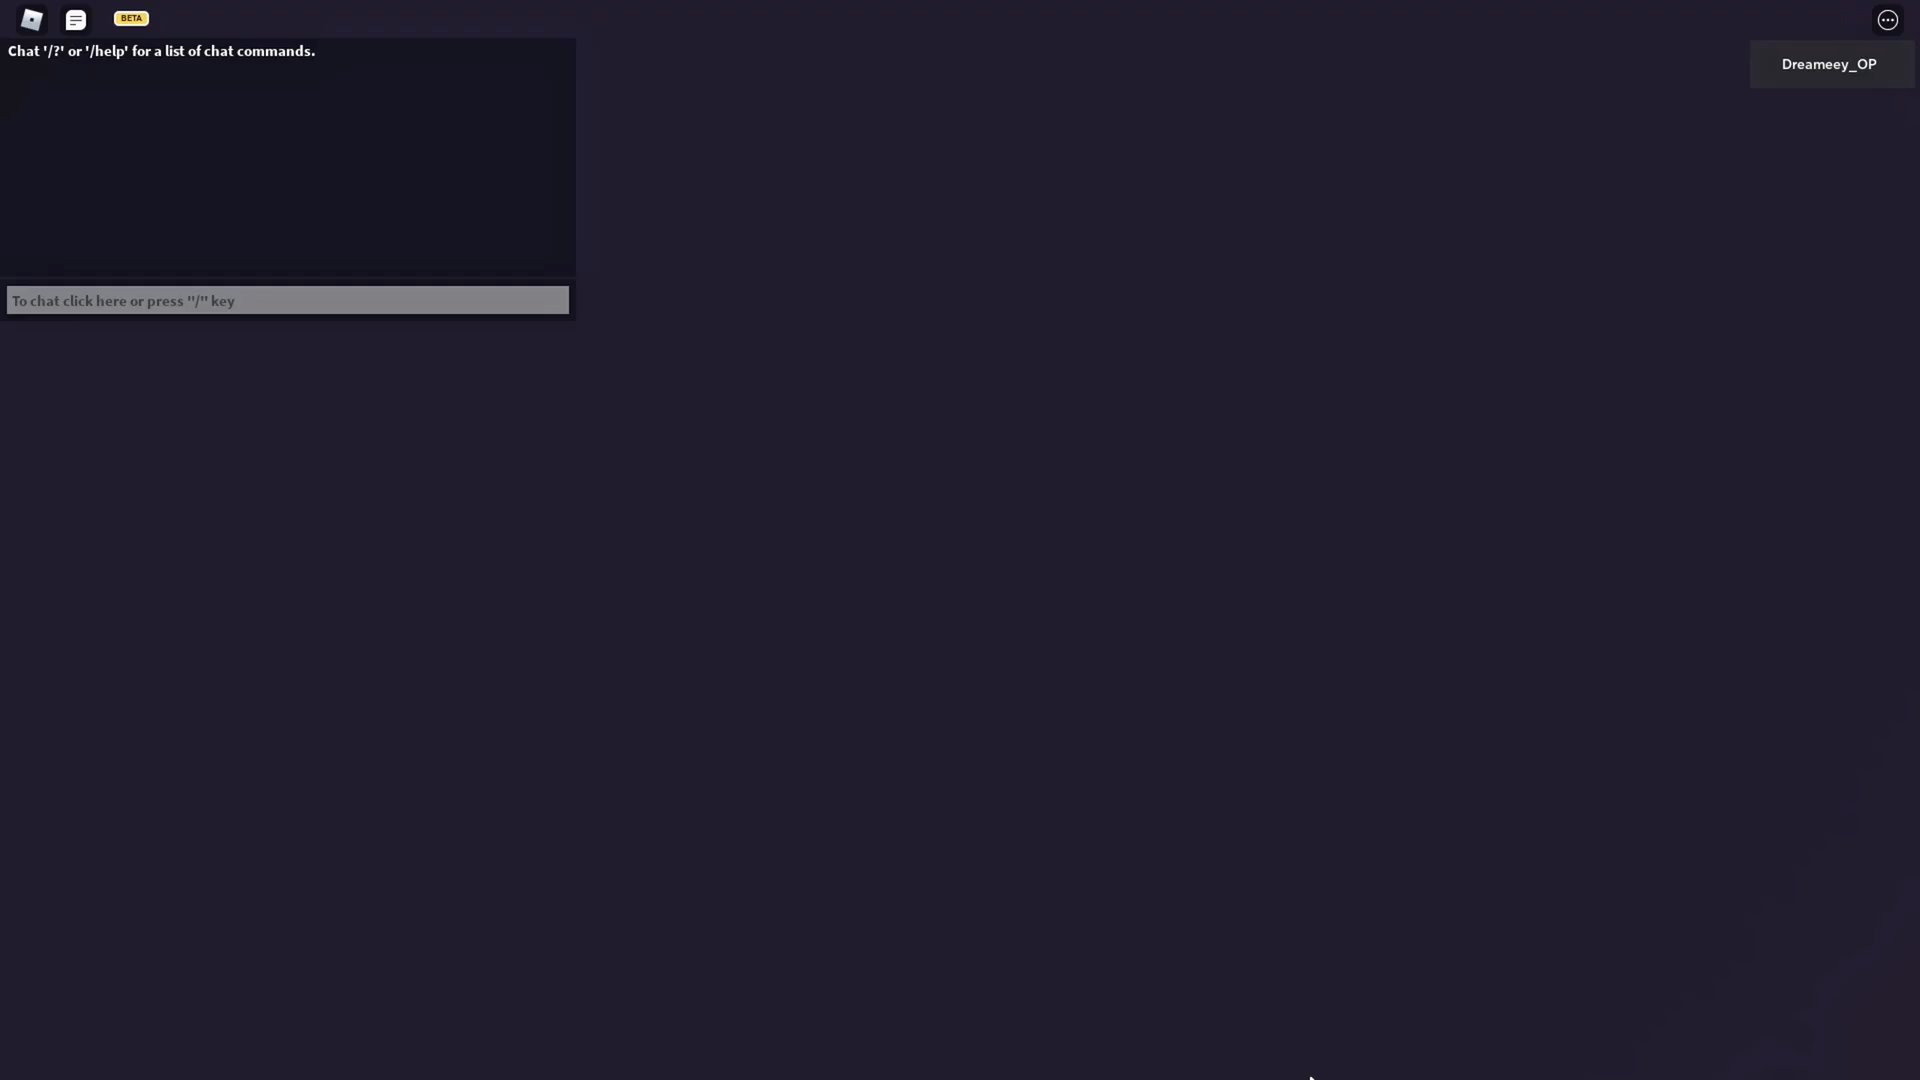 BETA
Chat '/?' or '/help' for a list of chat commands.
Dreameey_OP
To chat click here or press "/" key